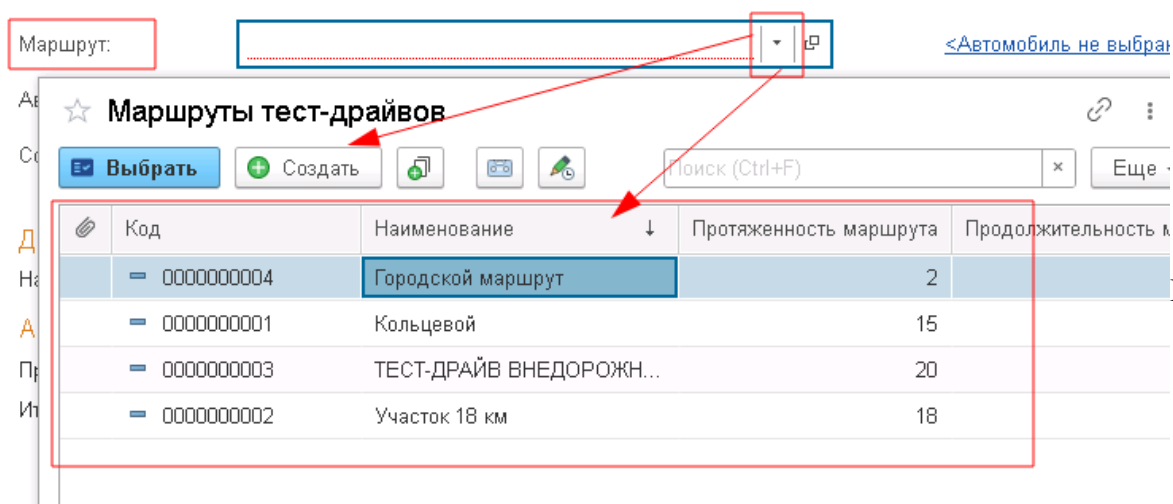 Маршрут:
<Автомобиль не выбран
Маршруты тест-драйвов
Выбрать Создать Поиск (Ctrl+F) × Еще
Код Наименование ↓ Протяженность маршрута Продолжительность м
0000000004 Городской маршрут 2
0000000001 Кольцевой 15
0000000003 ТЕСТ-ДРАЙВ ВНЕДОРОЖН... 20
0000000002 Участок 18 км 18